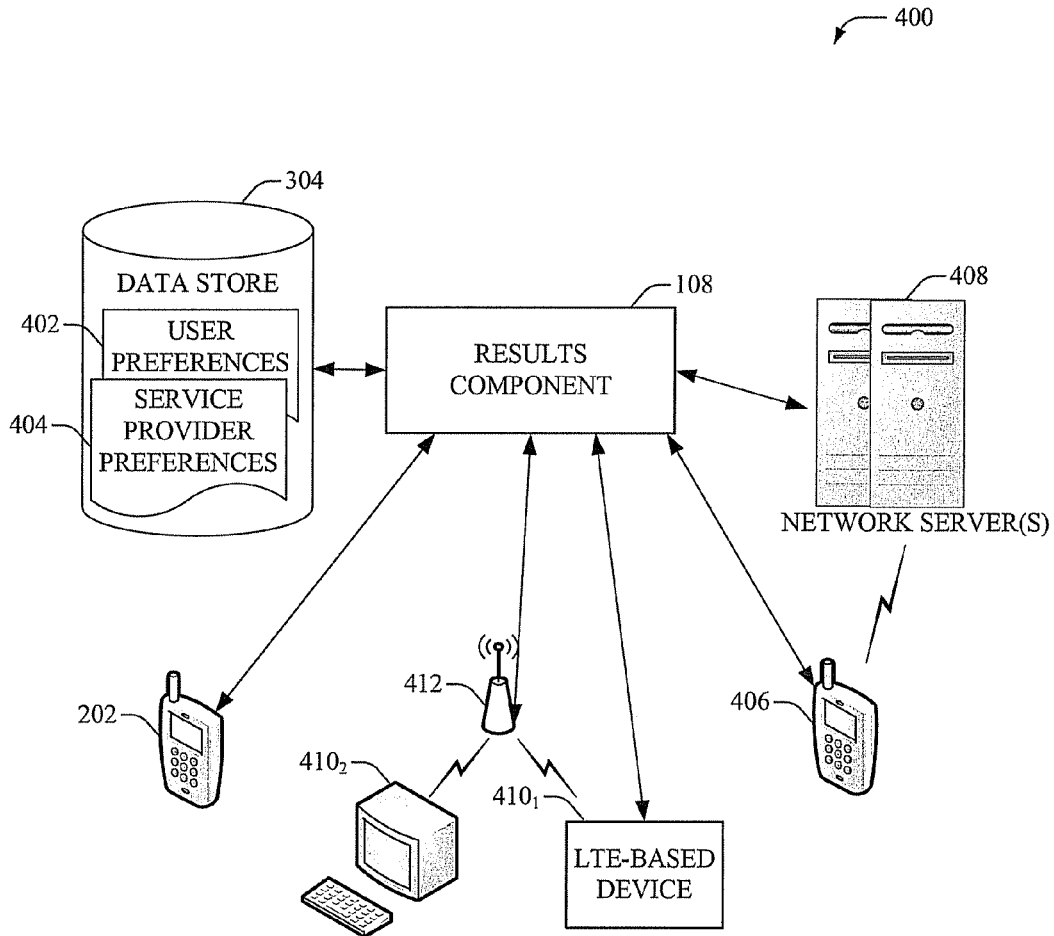 400
304
DATA STORE
402
USER
PREFERENCES
404
SERVICE
PROVIDER
PREFERENCES
108
RESULTS
COMPONENT
408
NETWORK SERVER(S)
202
412
406
410₂
410₁
LTE-BASED
DEVICE